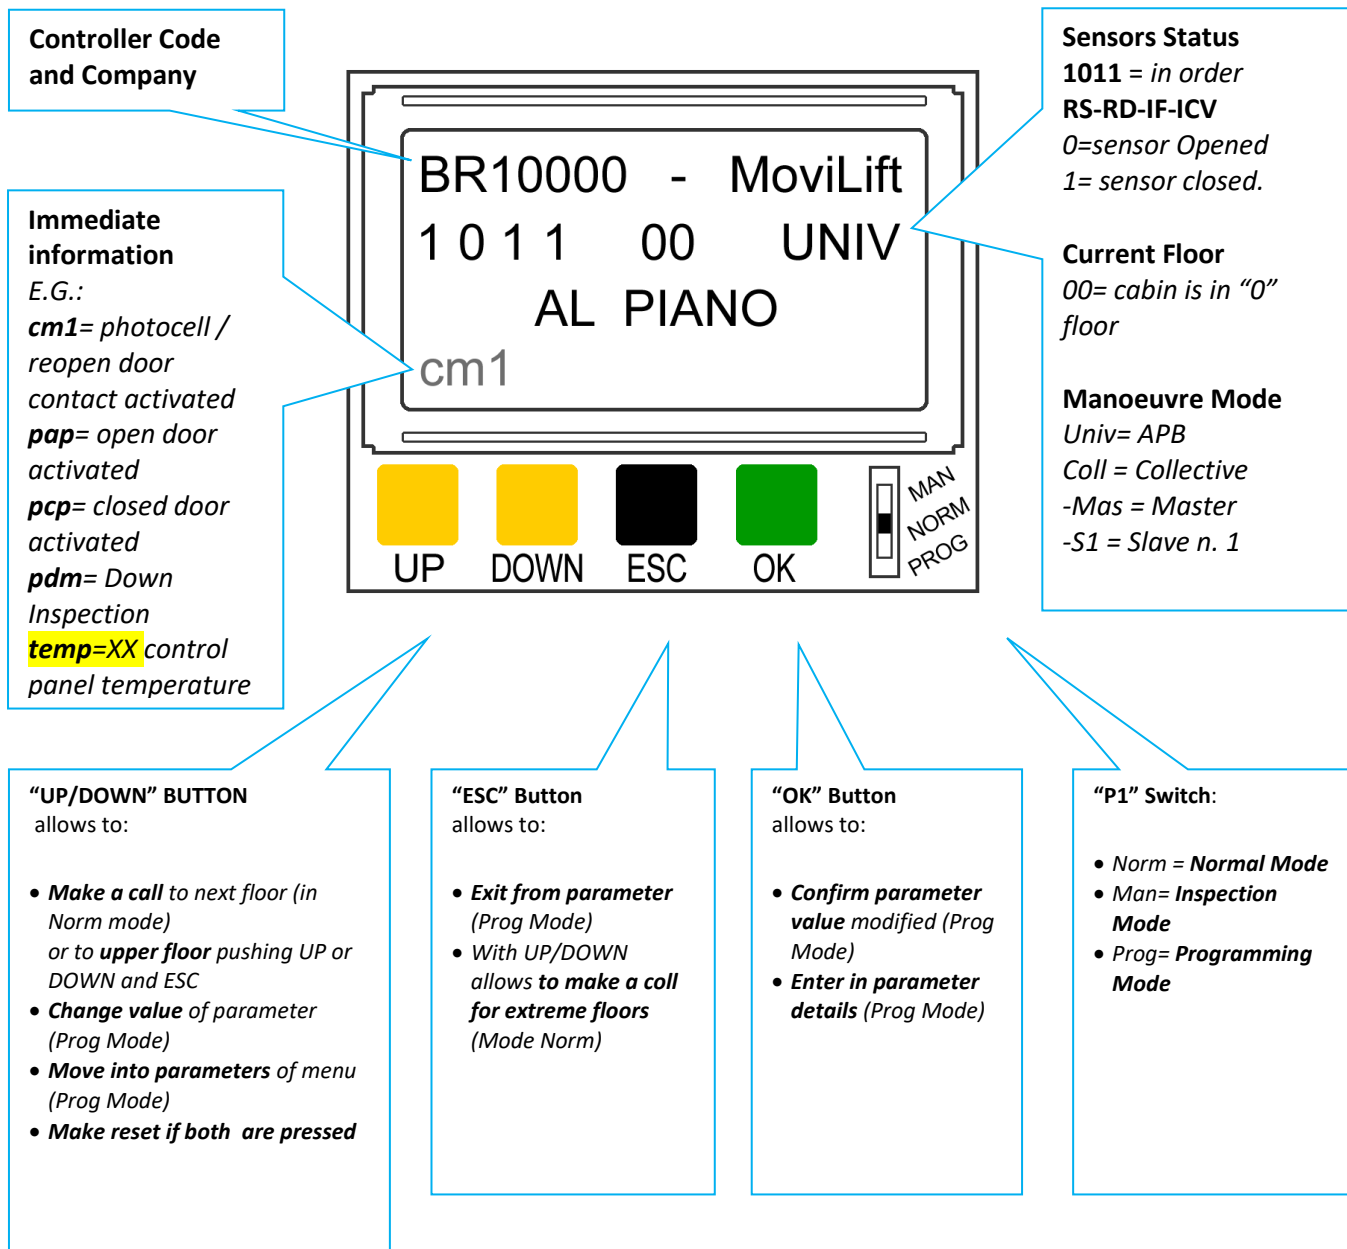 Controller Code
and Company
Immediate
information
E.G.:
cm1= photocell /
reopen door
contact activated
pap= open door
activated
pcp= closed door
activated
pdm= Down
Inspection
temp=XX control
panel temperature
BR10000 - MoviLift
1 0 1 1 00 UNIV
AL PIANO
cm1
UP DOWN ESC OK
MAN
NORM
PROG
Sensors Status
1011 = in order
RS-RD-IF-ICV
0=sensor Opened
1= sensor closed.
Current Floor
00= cabin is in “0”
floor
Manoeuvre Mode
Univ= APB
Coll = Collective
-Mas = Master
-S1 = Slave n. 1
“UP/DOWN” BUTTON
allows to:
• Make a call to next floor (in
Norm mode)
or to upper floor pushing UP or
DOWN and ESC
• Change value of parameter
(Prog Mode)
• Move into parameters of menu
(Prog Mode)
• Make reset if both are pressed
“ESC” Button
allows to:
• Exit from parameter
(Prog Mode)
• With UP/DOWN
allows to make a coll
for extreme floors
(Mode Norm)
“OK” Button
allows to:
• Confirm parameter
value modified (Prog
Mode)
• Enter in parameter
details (Prog Mode)
“P1” Switch:
• Norm = Normal Mode
• Man= Inspection
Mode
• Prog= Programming
Mode